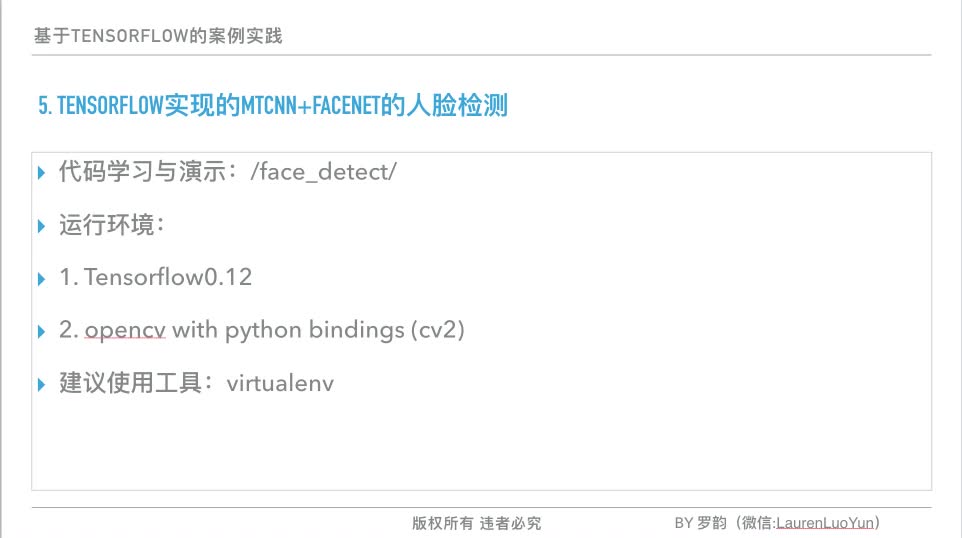 基于TENSORFLOW的案例实践
5. TENSORFLOW实现的MTCNN+FACENET的人脸检测
代码学习与演示：/face_detect/
运行环境：
1. Tensorflow0.12
2. opencv with python bindings (cv2)
建议使用工具：virtualenv
版权所有 违者必究
BY 罗韵（微信:LaurenLuoYun）